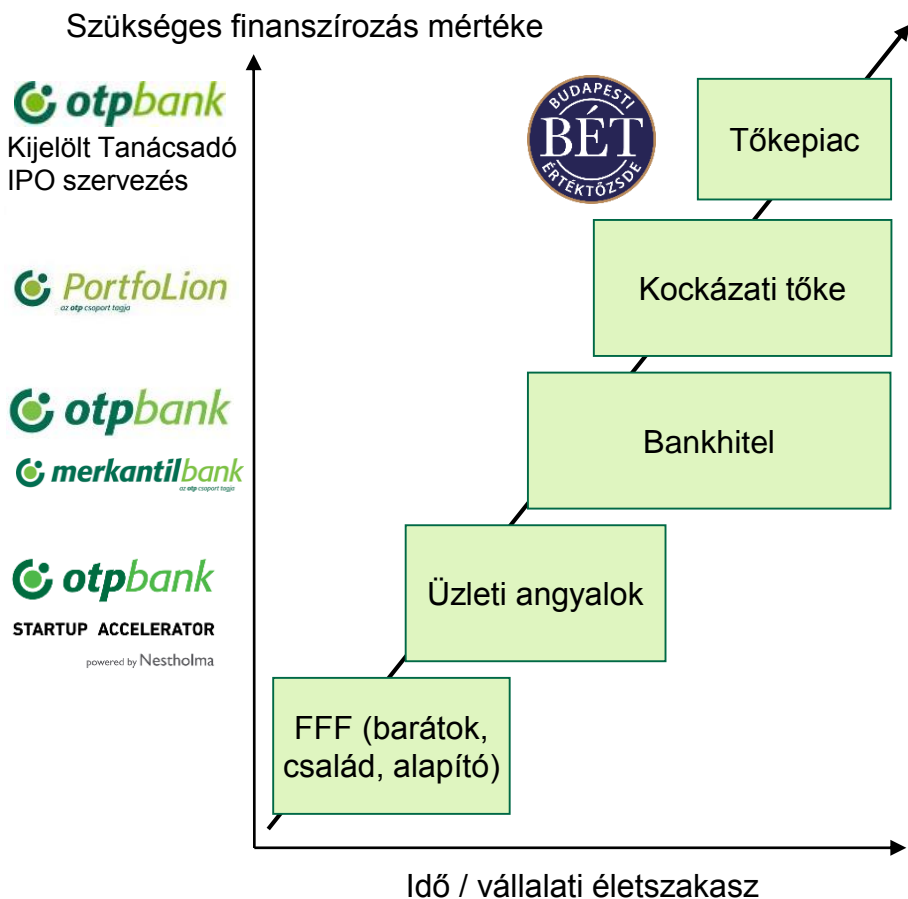 Szükséges finanszírozás mértéke
otpbank
Kijelölt Tanácsadó
IPO szervezés
BUDAPESTI
BÉT
ÉRTÉKTŐZSDE
Tőkepiac
PortfoLion
az otp csoport tagja
Kockázati tőke
otpbank
merkantilbank
az otp csoport tagja
Bankhitel
otpbank
STARTUP ACCELERATOR
powered by Nestholma
Üzleti angyalok
FFF (barátok,
család, alapító)
Idő / vállalati életszakasz